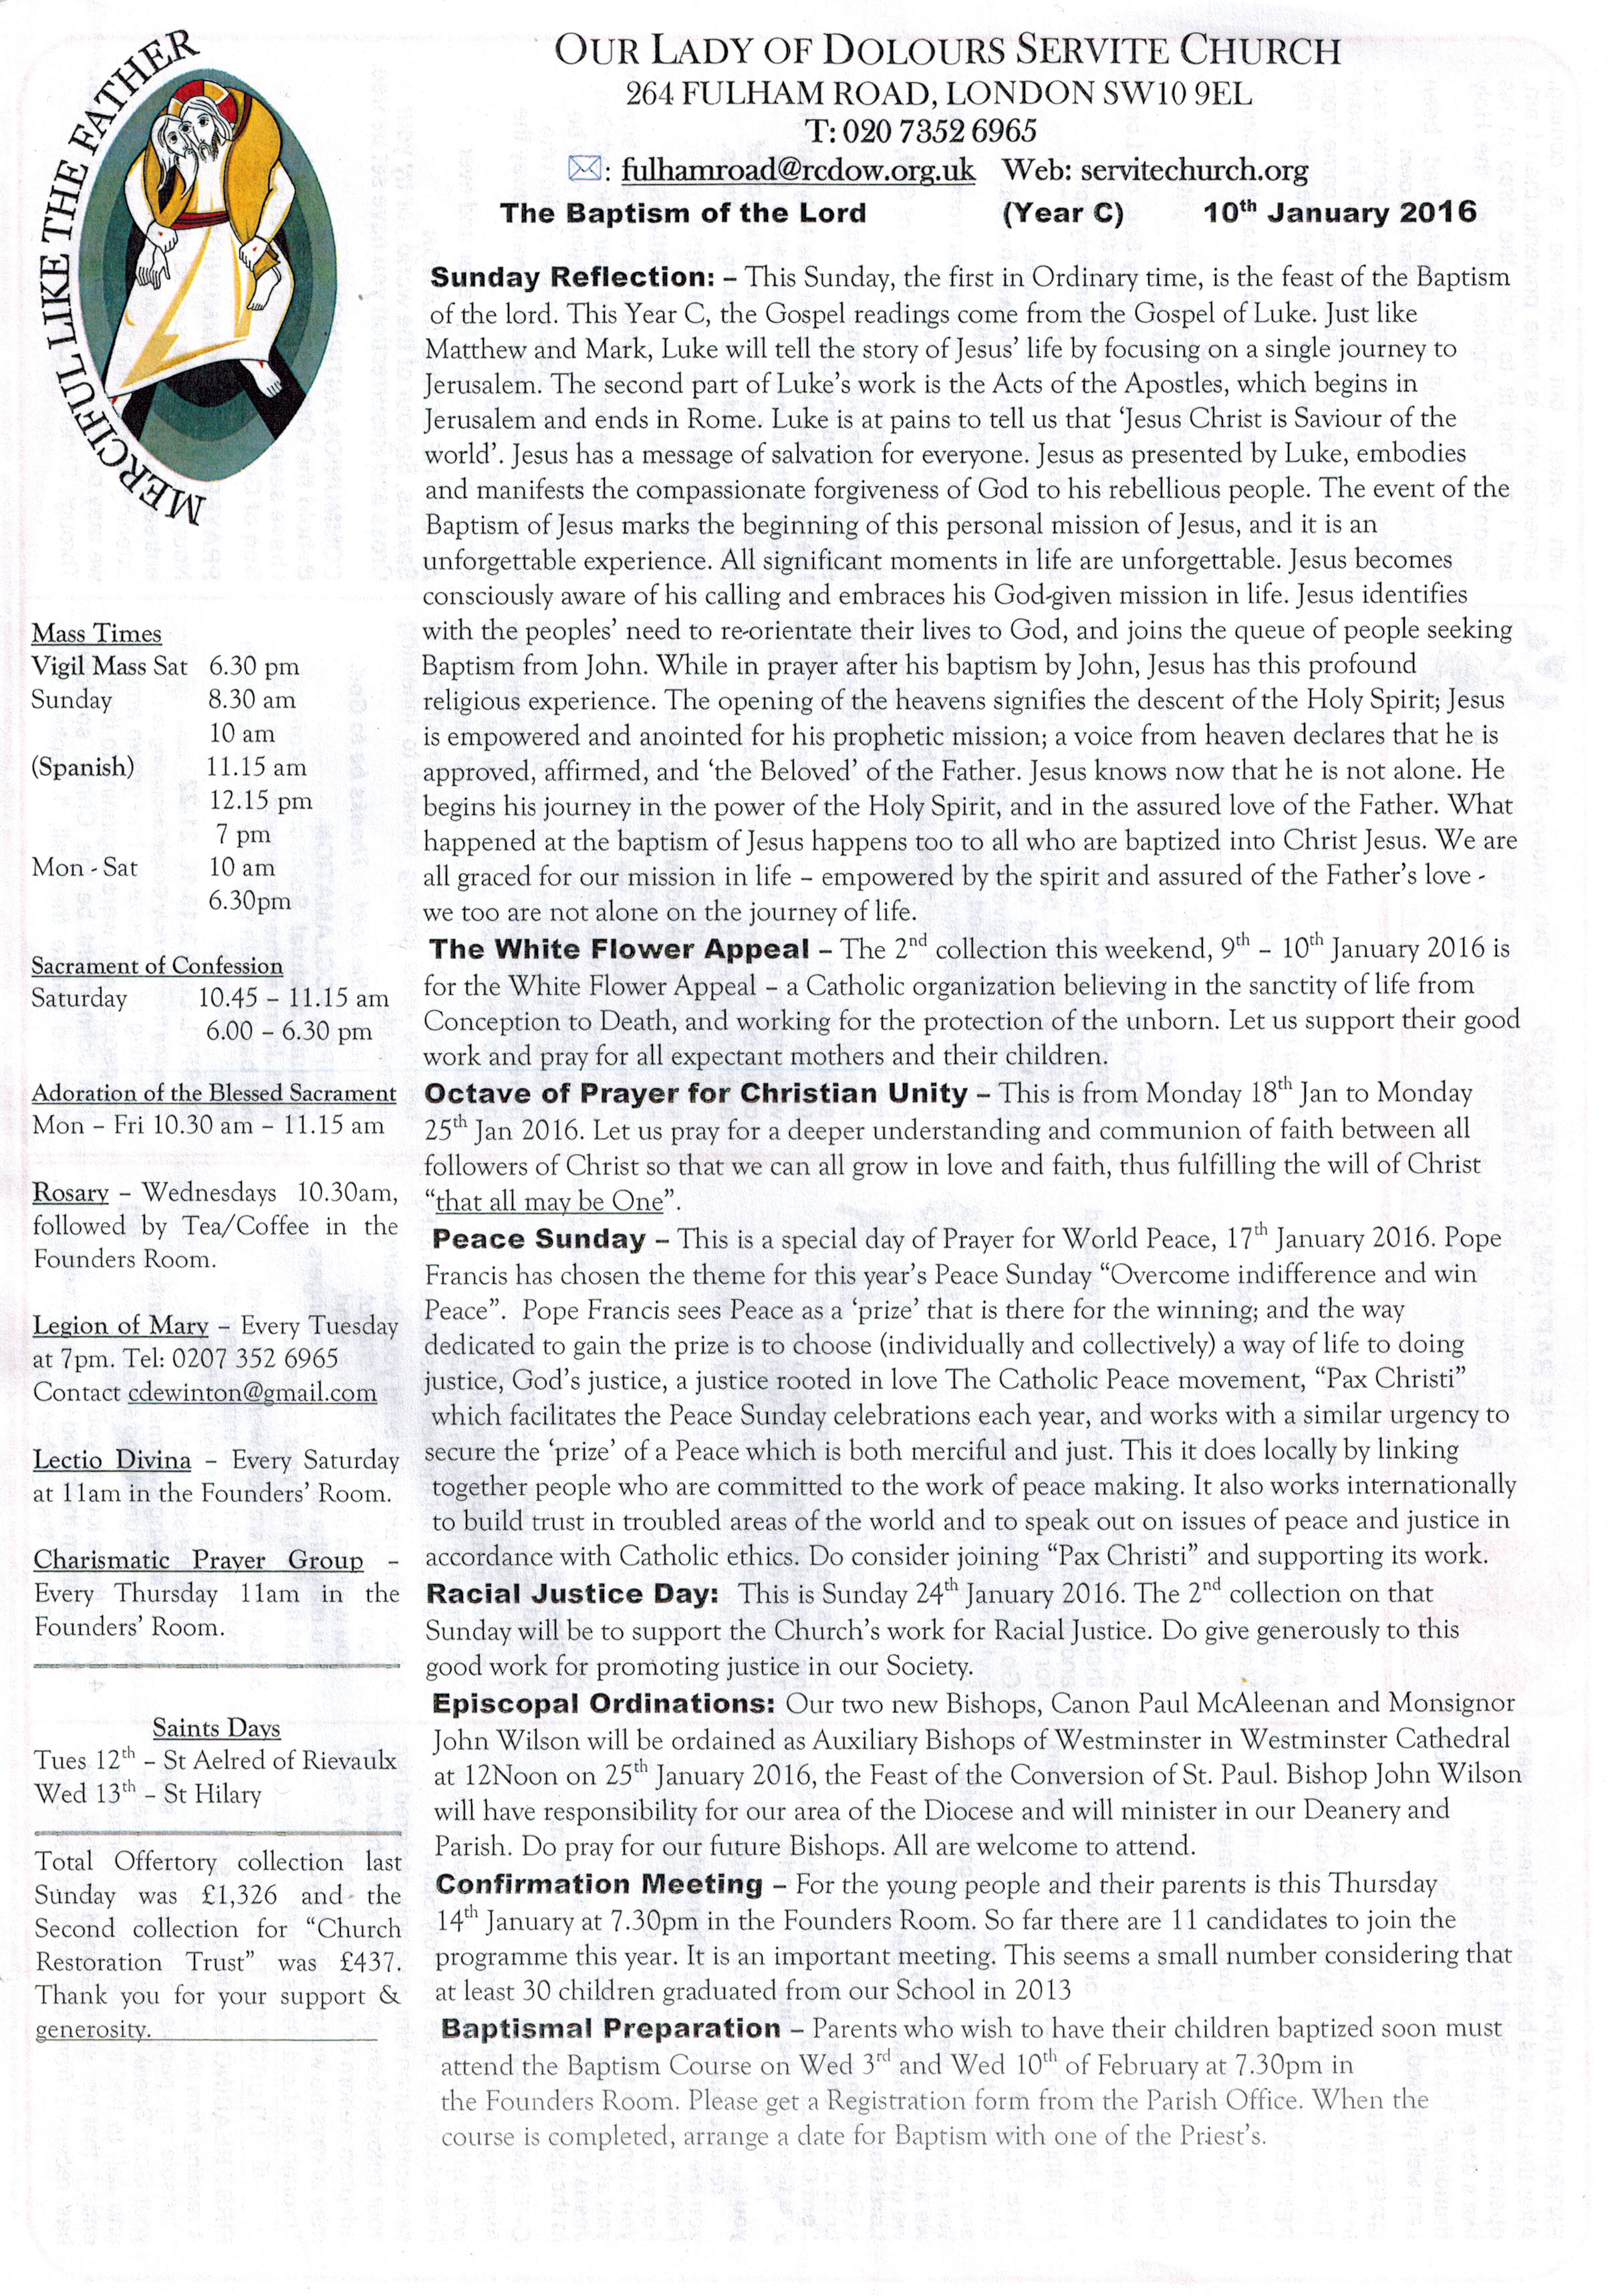 MERCIFUL LIKE THE FATHER
OUR LADY OF DOLOURS SERVITE CHURCH
264 FULHAM ROAD, LONDON SW10 9EL
T: 020 7352 6965
: fulhamroad@rcdow.org.uk Web: servitechurch.org
The Baptism of the Lord (Year C) 10th January 2016
Mass Times
Vigil Mass Sat 6.30 pm
Sunday 8.30 am
10 am
(Spanish) 11.15 am
12.15 pm
7 pm
Mon - Sat 10 am
6.30pm
Sacrament of Confession
Saturday 10.45 – 11.15 am
6.00 – 6.30 pm
Adoration of the Blessed Sacrament
Mon – Fri 10.30 am – 11.15 am
Rosary – Wednesdays 10.30am,
followed by Tea/Coffee in the
Founders Room.
Legion of Mary – Every Tuesday
at 7pm. Tel: 0207 352 6965
Contact cdewinton@gmail.com
Lectio Divina – Every Saturday
at 11am in the Founders' Room.
Charismatic Prayer Group –
Every Thursday 11am in the
Founders' Room.
Saints Days
Tues 12th – St Aelred of Rievaulx
Wed 13th – St Hilary
Total Offertory collection last
Sunday was £1,326 and the
Second collection for "Church
Restoration Trust" was £437.
Thank you for your support &
generosity.
Sunday Reflection: – This Sunday, the first in Ordinary time, is the feast of the Baptism
of the lord. This Year C, the Gospel readings come from the Gospel of Luke. Just like
Matthew and Mark, Luke will tell the story of Jesus' life by focusing on a single journey to
Jerusalem. The second part of Luke's work is the Acts of the Apostles, which begins in
Jerusalem and ends in Rome. Luke is at pains to tell us that 'Jesus Christ is Saviour of the
world'. Jesus has a message of salvation for everyone. Jesus as presented by Luke, embodies
and manifests the compassionate forgiveness of God to his rebellious people. The event of the
Baptism of Jesus marks the beginning of this personal mission of Jesus, and it is an
unforgettable experience. All significant moments in life are unforgettable. Jesus becomes
consciously aware of his calling and embraces his God-given mission in life. Jesus identifies
with the peoples' need to re-orientate their lives to God, and joins the queue of people seeking
Baptism from John. While in prayer after his baptism by John, Jesus has this profound
religious experience. The opening of the heavens signifies the descent of the Holy Spirit; Jesus
is empowered and anointed for his prophetic mission; a voice from heaven declares that he is
approved, affirmed, and 'the Beloved' of the Father. Jesus knows now that he is not alone. He
begins his journey in the power of the Holy Spirit, and in the assured love of the Father. What
happened at the baptism of Jesus happens too to all who are baptized into Christ Jesus. We are
all graced for our mission in life – empowered by the spirit and assured of the Father's love -
we too are not alone on the journey of life.
The White Flower Appeal – The 2nd collection this weekend, 9th – 10th January 2016 is
for the White Flower Appeal – a Catholic organization believing in the sanctity of life from
Conception to Death, and working for the protection of the unborn. Let us support their good
work and pray for all expectant mothers and their children.
Octave of Prayer for Christian Unity – This is from Monday 18th Jan to Monday
25th Jan 2016. Let us pray for a deeper understanding and communion of faith between all
followers of Christ so that we can all grow in love and faith, thus fulfilling the will of Christ
"that all may be One".
Peace Sunday – This is a special day of Prayer for World Peace, 17th January 2016. Pope
Francis has chosen the theme for this year's Peace Sunday "Overcome indifference and win
Peace". Pope Francis sees Peace as a 'prize' that is there for the winning; and the way
dedicated to gain the prize is to choose (individually and collectively) a way of life to doing
justice, God's justice, a justice rooted in love The Catholic Peace movement, "Pax Christi"
which facilitates the Peace Sunday celebrations each year, and works with a similar urgency to
secure the 'prize' of a Peace which is both merciful and just. This it does locally by linking
together people who are committed to the work of peace making. It also works internationally
to build trust in troubled areas of the world and to speak out on issues of peace and justice in
accordance with Catholic ethics. Do consider joining "Pax Christi" and supporting its work.
Racial Justice Day: This is Sunday 24th January 2016. The 2nd collection on that
Sunday will be to support the Church's work for Racial Justice. Do give generously to this
good work for promoting justice in our Society.
Episcopal Ordinations: Our two new Bishops, Canon Paul McAleenan and Monsignor
John Wilson will be ordained as Auxiliary Bishops of Westminster in Westminster Cathedral
at 12Noon on 25th January 2016, the Feast of the Conversion of St. Paul. Bishop John Wilson
will have responsibility for our area of the Diocese and will minister in our Deanery and
Parish. Do pray for our future Bishops. All are welcome to attend.
Confirmation Meeting – For the young people and their parents is this Thursday
14th January at 7.30pm in the Founders Room. So far there are 11 candidates to join the
programme this year. It is an important meeting. This seems a small number considering that
at least 30 children graduated from our School in 2013
Baptismal Preparation – Parents who wish to have their children baptized soon must
attend the Baptism Course on Wed 3rd and Wed 10th of February at 7.30pm in
the Founders Room. Please get a Registration form from the Parish Office. When the
course is completed, arrange a date for Baptism with one of the Priest's.